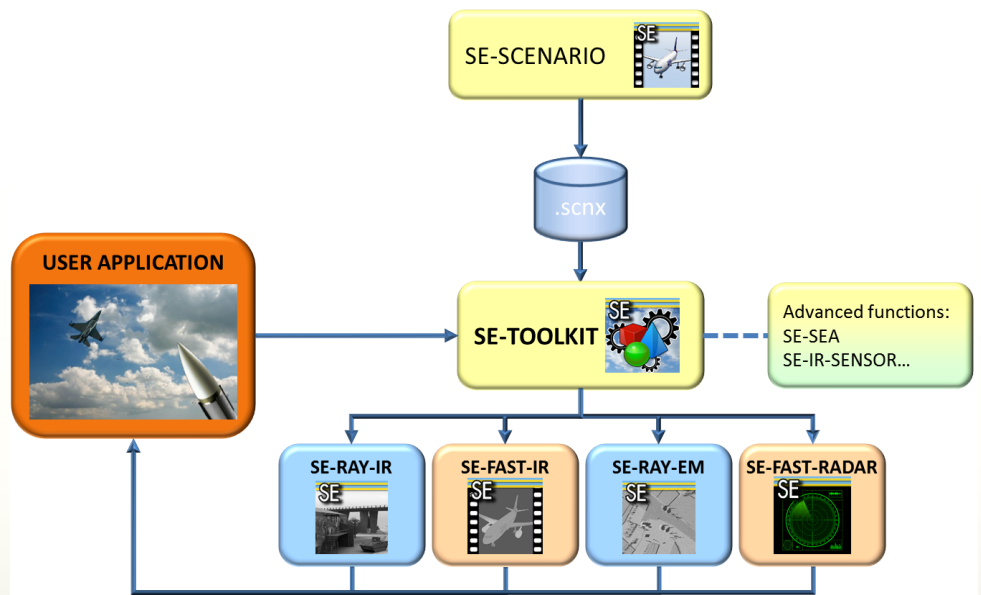 SE-SCENARIO
SE
.scnx
USER APPLICATION
SE-TOOLKIT
SE
Advanced functions:
SE-SEA
SE-IR-SENSOR...
SE-RAY-IR
SE
SE-FAST-IR
SE
SE-RAY-EM
SE
SE-FAST-RADAR
SE